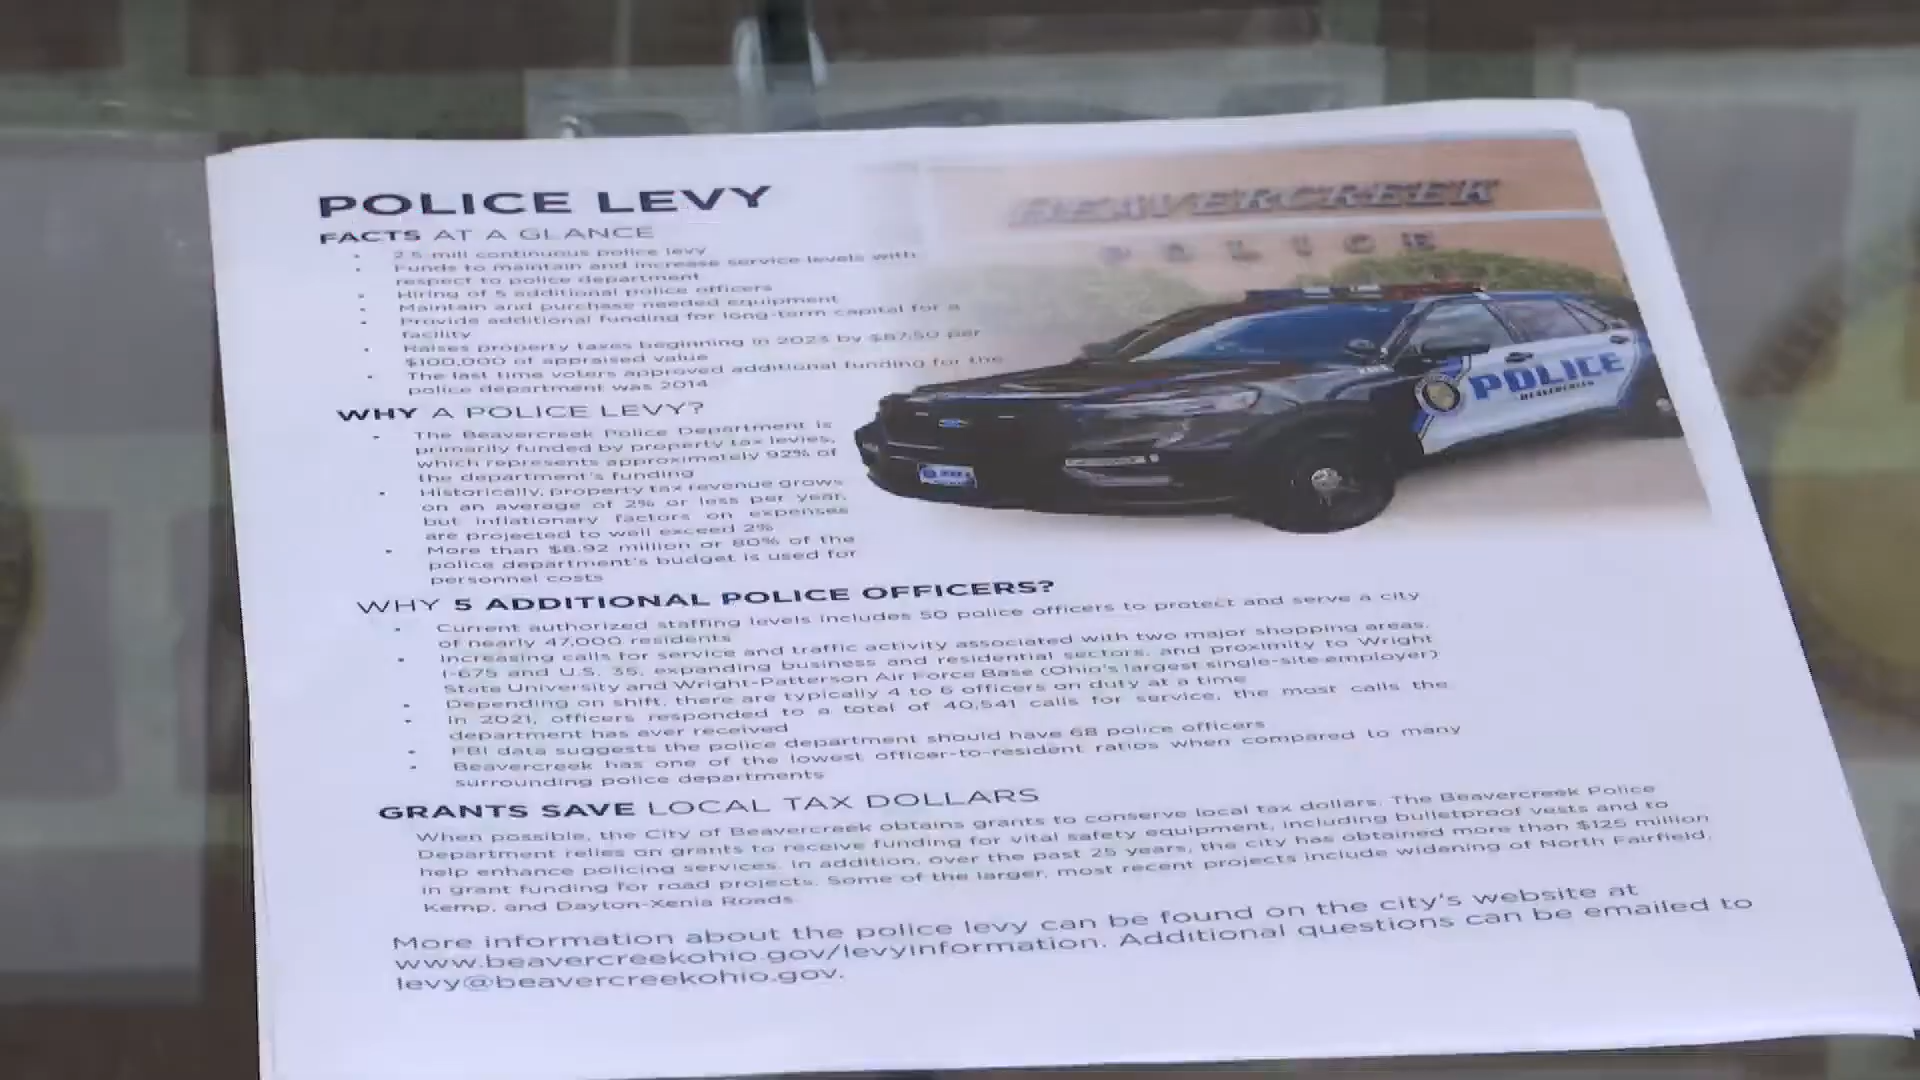 POLICE LEVY
FACTS AT A GLANCE
• 2.5 mill continuous police levy
• Funds to maintain and increase service levels with
respect to police department
• Hiring of 5 additional police officers
• Maintain and purchase needed equipment
• Provide additional funding for long-term capital for a
facility
• Raises property taxes beginning in 2023 by $87.50 per
$100,000 of appraised value
• The last time voters approved additional funding for the
police department was 2014
WHY A POLICE LEVY?
• The Beavercreek Police Department is
primarily funded by property tax levies,
which represents approximately 92% of
the department's funding
• Historically, property tax revenue grows
on an average of 2% or less per year,
but inflationary factors on expenses
are projected to well exceed 2%
• More than $8.92 million or 80% of the
police department's budget is used for
personnel costs
BEAVERCREEK
POLICE
POLICE
BEAVERCREEK
WHY 5 ADDITIONAL POLICE OFFICERS?
• Current authorized staffing levels includes 50 police officers to protect and serve a city
of nearly 47,000 residents
• Increasing calls for service and traffic activity associated with two major shopping areas,
I-675 and U.S. 35, expanding business and residential sectors, and proximity to Wright
State University and Wright-Patterson Air Force Base (Ohio's largest single-site employer)
• Depending on shift, there are typically 4 to 6 officers on duty at a time
• In 2021, officers responded to a total of 40,541 calls for service, the most calls the
department has ever received
• FBI data suggests the police department should have 68 police officers
• Beavercreek has one of the lowest officer-to-resident ratios when compared to many
surrounding police departments
GRANTS SAVE LOCAL TAX DOLLARS
When possible, the City of Beavercreek obtains grants to conserve local tax dollars. The Beavercreek Police
Department relies on grants to receive funding for vital safety equipment, including bulletproof vests and to
help enhance policing services. In addition, over the past 25 years, the city has obtained more than $125 million
in grant funding for road projects. Some of the larger, most recent projects include widening of North Fairfield,
Kemp, and Dayton-Xenia Roads.
More information about the police levy can be found on the city's website at
www.beavercreekohio.gov/levyinformation. Additional questions can be emailed to
levy@beavercreekohio.gov.